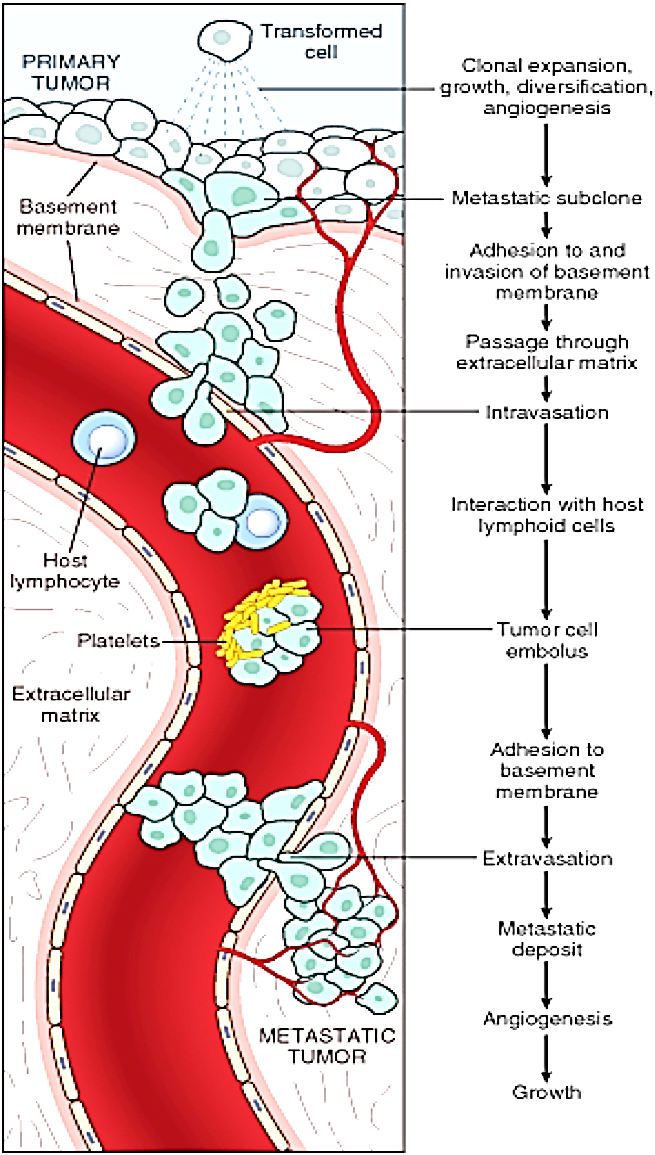 Transformed
cell
PRIMARY
TUMOR
Basement
membrane
Host
lymphocyte
Platelets
Extracellular
matrix
METASTATIC
TUMOR
Clonal expansion,
growth, diversification,
angiogenesis
Metastatic subclone
Adhesion to and
invasion of basement
membrane
Passage through
extracellular matrix
Intravasation
Interaction with host
lymphoid cells
Tumor cell
embolus
Adhesion to
basement
membrane
Extravasation
Metastatic
deposit
Angiogenesis
Growth